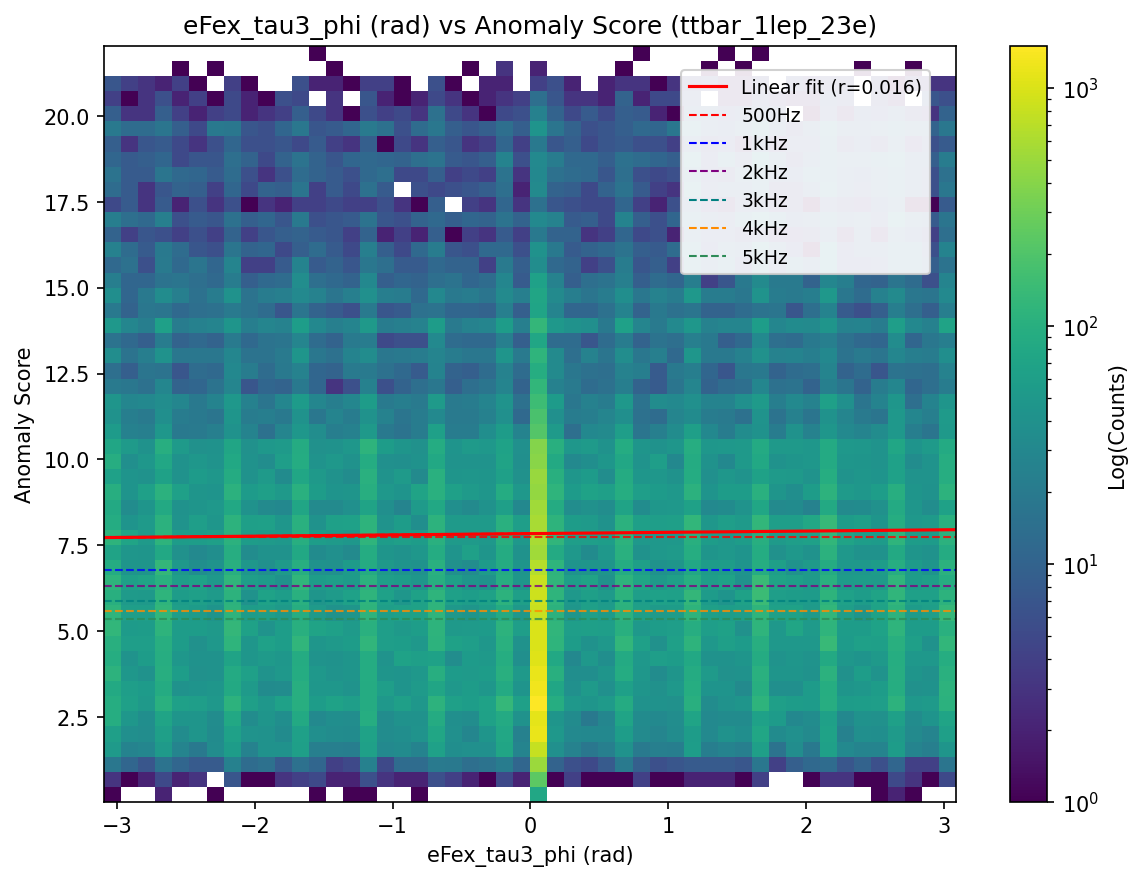 eFex_tau3_phi (rad) vs Anomaly Score (ttbar_1lep_23e)
Linear fit (r=0.016)
500Hz
1kHz
2kHz
3kHz
4kHz
5kHz
Anomaly Score
20.0
17.5
15.0
12.5
10.0
7.5
5.0
2.5
−3
−2
−1
0
1
2
3
eFex_tau3_phi (rad)
10³
10²
10¹
10⁰
Log(Counts)